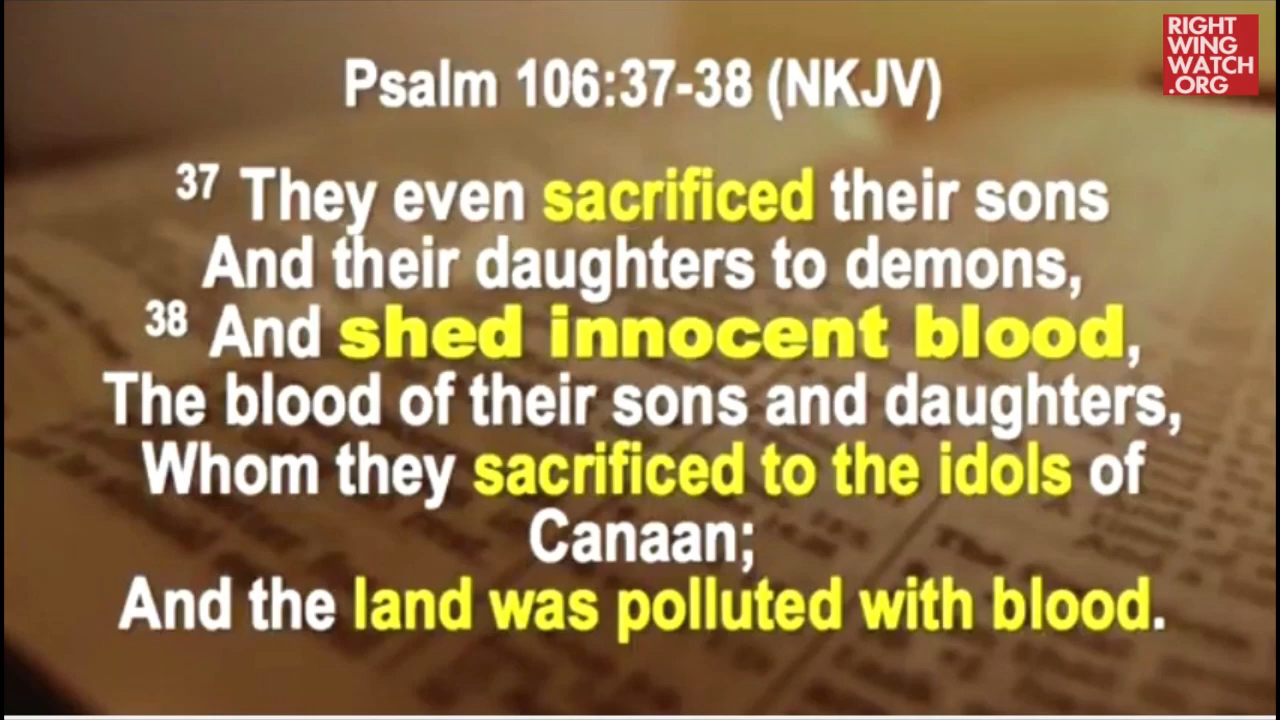 RIGHT
WING
WATCH
.ORG
Psalm 106:37-38 (NKJV)
37 They even sacrificed their sons
And their daughters to demons,
38 And shed innocent blood,
The blood of their sons and daughters,
Whom they sacrificed to the idols of
Canaan;
And the land was polluted with blood.